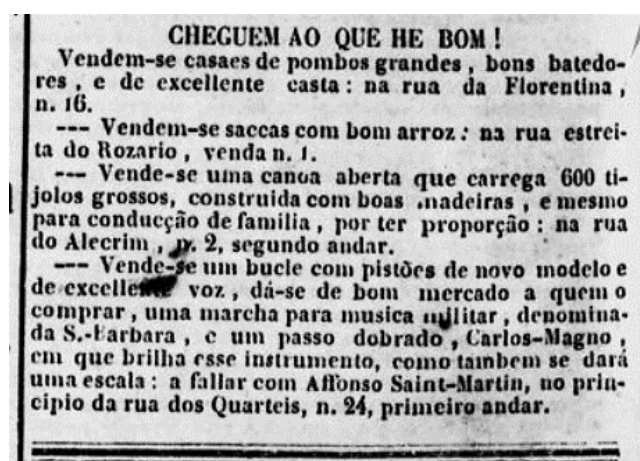 CHEGUEM AO QUE HE BOM !
Vendem-se casaes de pombos grandes , bons batedo-
res , e de excellente casta : na rua da Florentina ,
n. 16.
--- Vendem-se saccas com bom arroz : na rua estrei-
ta do Rozario , venda n. 1.
--- Vende-se uma canoa aberta que carrega 600 ti-
jolos grossos, construida com boas madeiras , e mesmo
para conducção de familia , por ter proporção : na rua
do Alecrim , n. 2, segundo andar.
--- Vende-se um bucle com pistões de novo modelo e
de excellente voz , dá-se de bom mercado a quem o
comprar , uma marcha para musica militar , denomina-
da S.-Barbara , e um passo dobrado , Carlos-Magno ,
em que brilha esse instrumento, como tambem se dará
uma escala : a fallar com Affonso Saint-Martin, no prin-
cipio da rua dos Quarteis, n. 24, primeiro andar.